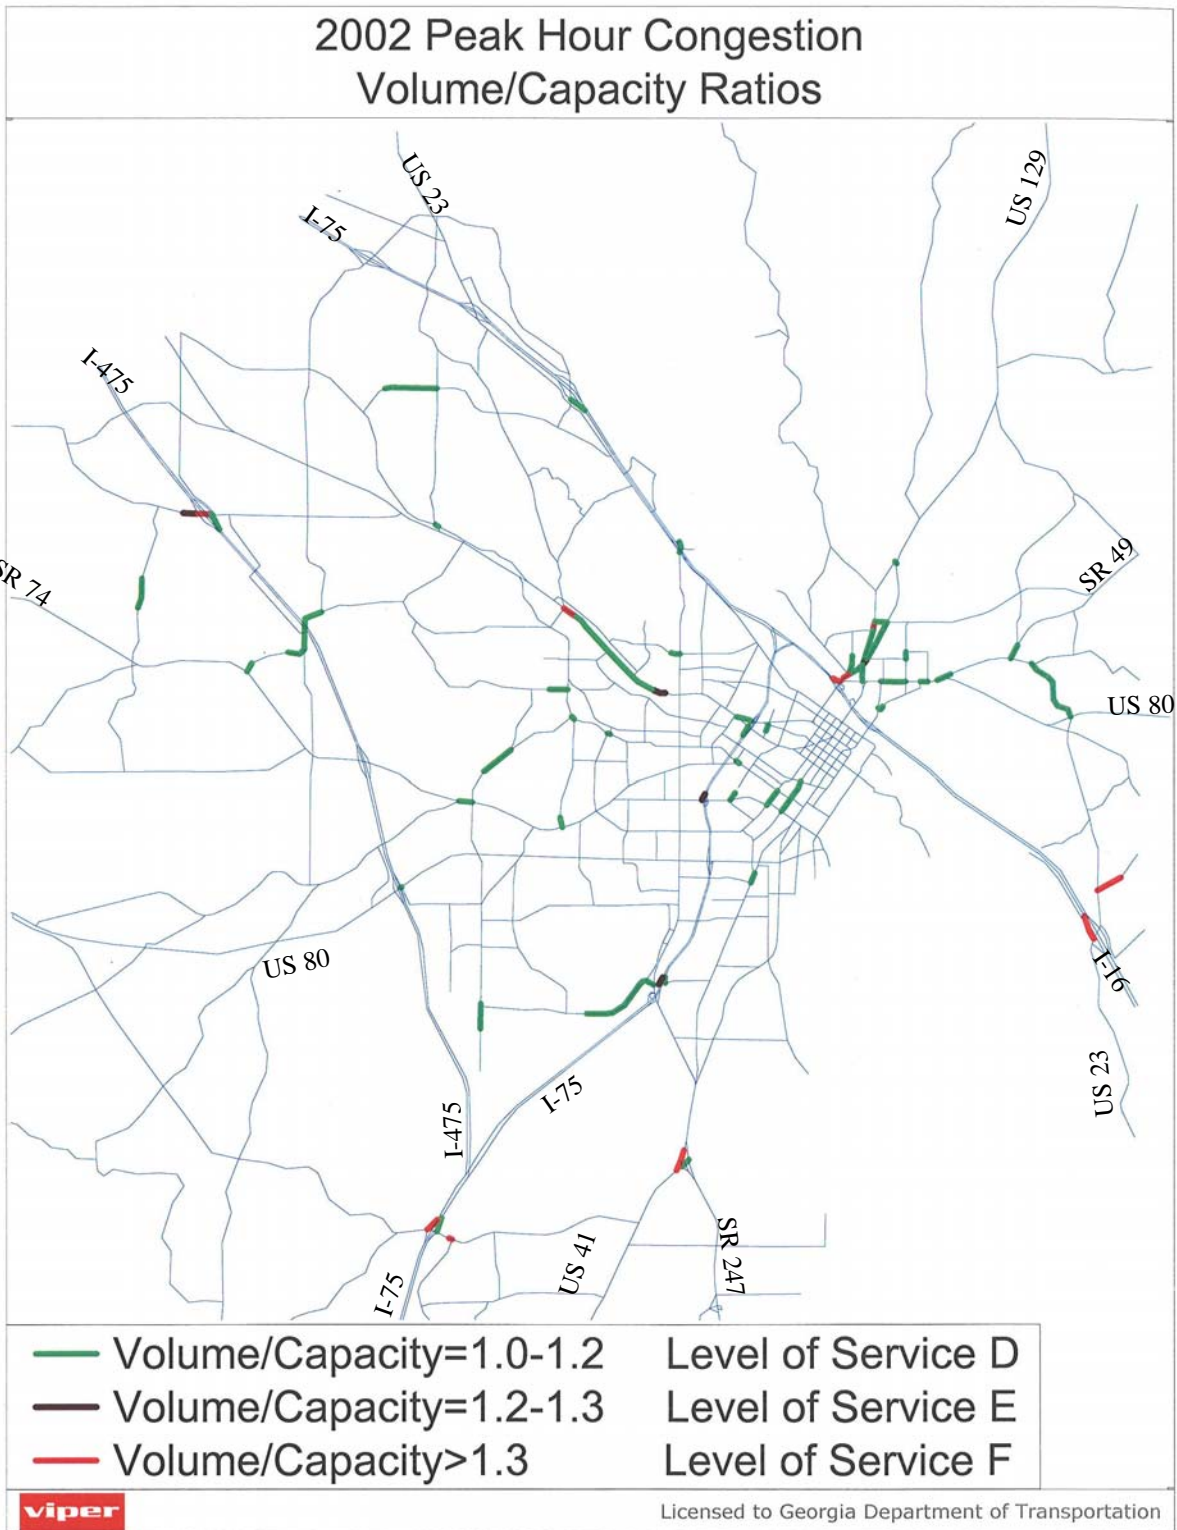 2002 Peak Hour Congestion
Volume/Capacity Ratios
US 23
I-75
US 129
I-475
SR 49
SR 74
US 80
US 80
I-16
US 23
I-475
I-75
US 41
SR 247
I-75
Volume/Capacity=1.0-1.2 Level of Service D
Volume/Capacity=1.2-1.3 Level of Service E
Volume/Capacity>1.3 Level of Service F
viper
Licensed to Georgia Department of Transportation